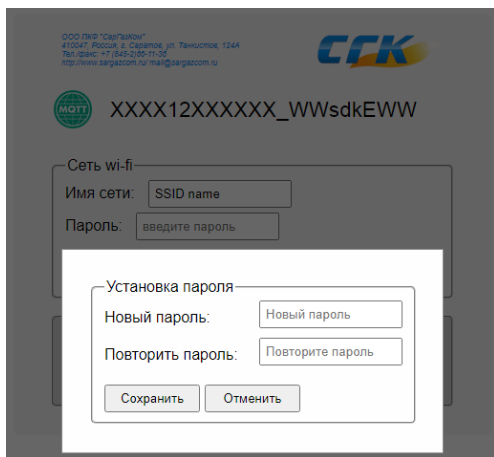 ООО ПКФ "СарГазКом"
410047, Россия, г. Саратов, ул. Танкистов, 124А
Тел./факс: +7 (845-2)66-11-36
http://www.sargazcom.ru/ mail@sargazcom.ru
СГК
MQTT
XXXX12XXXXXX_WWsdkEWW
Сеть wi-fi
Имя сети: SSID name
Пароль: введите пароль
Установка пароля
Новый пароль: Новый пароль
Повторить пароль: Повторите пароль
Сохранить Отменить